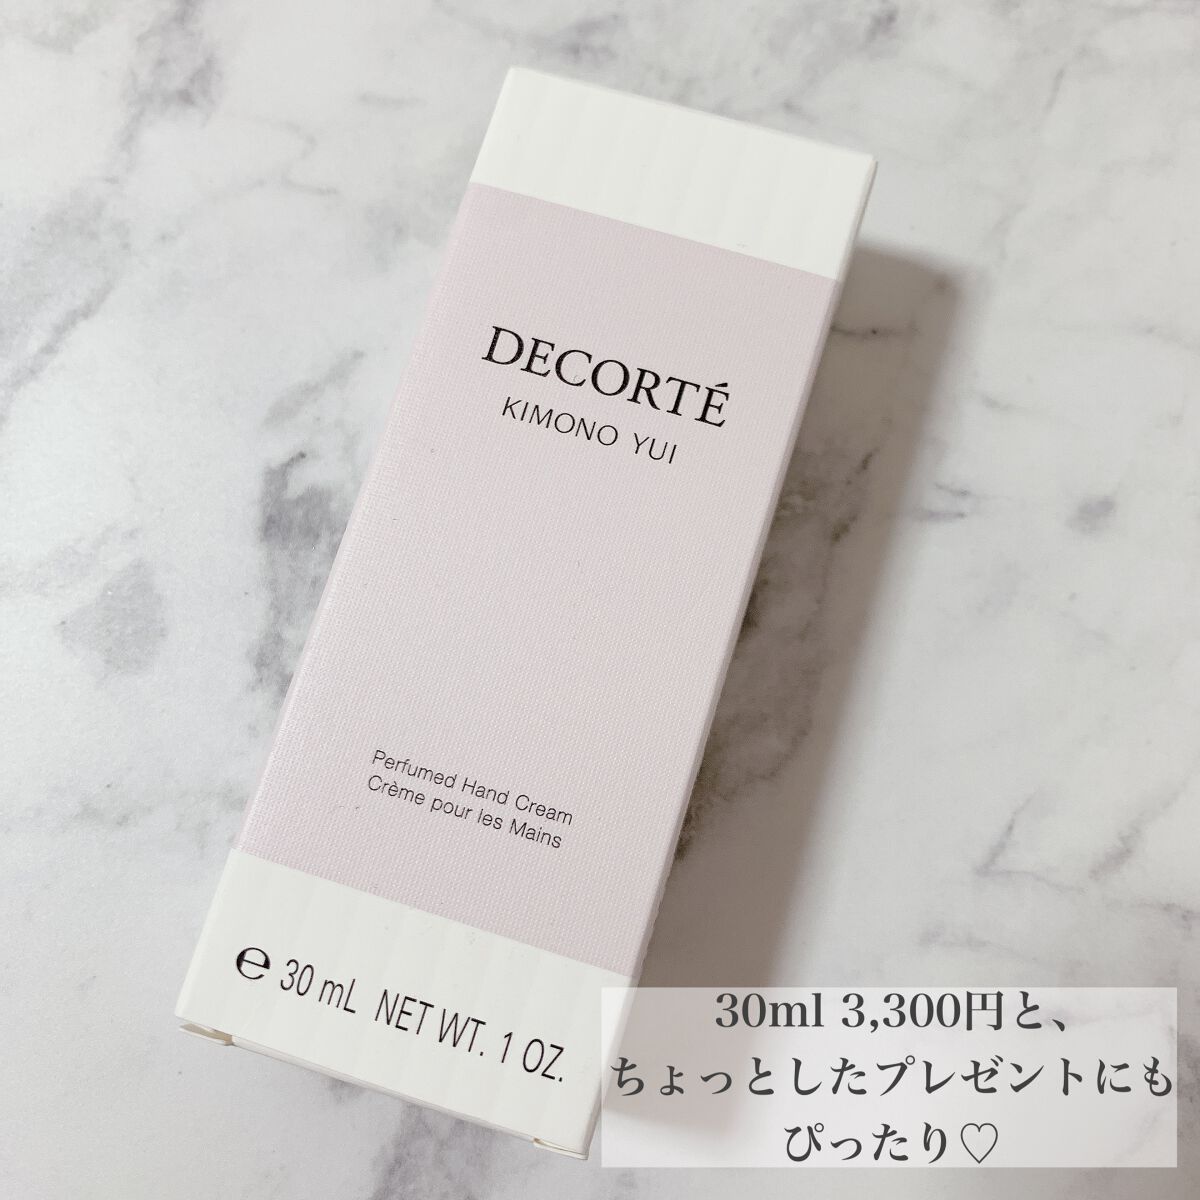 DECORTÉ
KIMONO YUI
Perfumed Hand Cream
Crème pour les Mains
℮ 30 mL NET WT. 1 OZ.
30ml 3,300円と、
ちょっとしたプレゼントにも
ぴったり♡